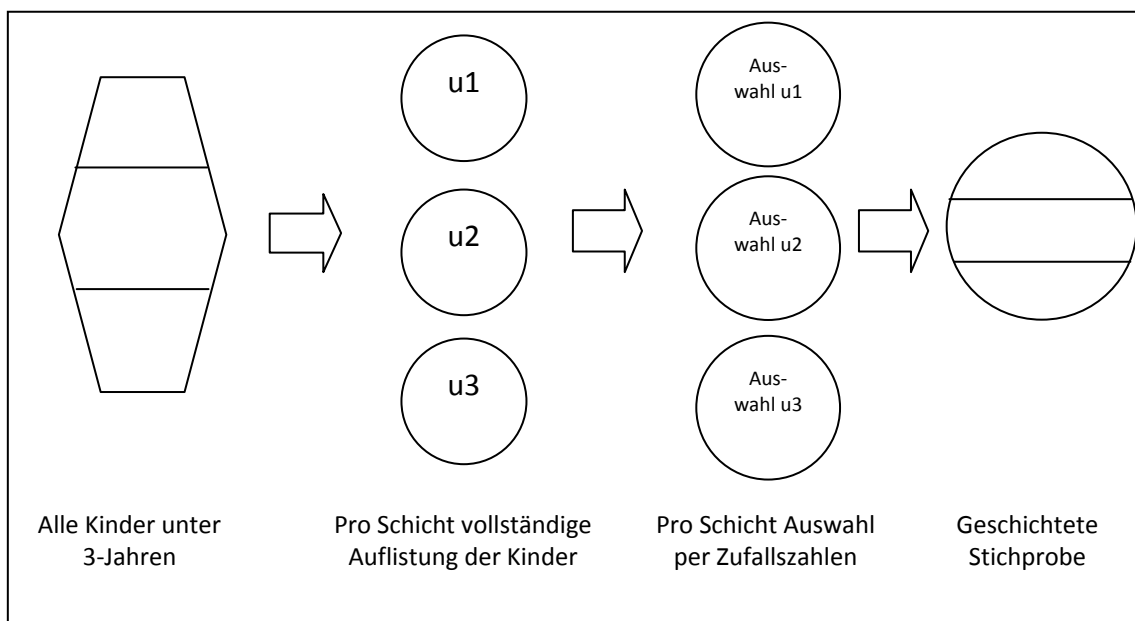 u1
u2
u3
Aus-
wahl u1
Aus-
wahl u2
Aus-
wahl u3
Alle Kinder unter
3-Jahren
Pro Schicht vollständige
Auflistung der Kinder
Pro Schicht Auswahl
per Zufallszahlen
Geschichtete
Stichprobe